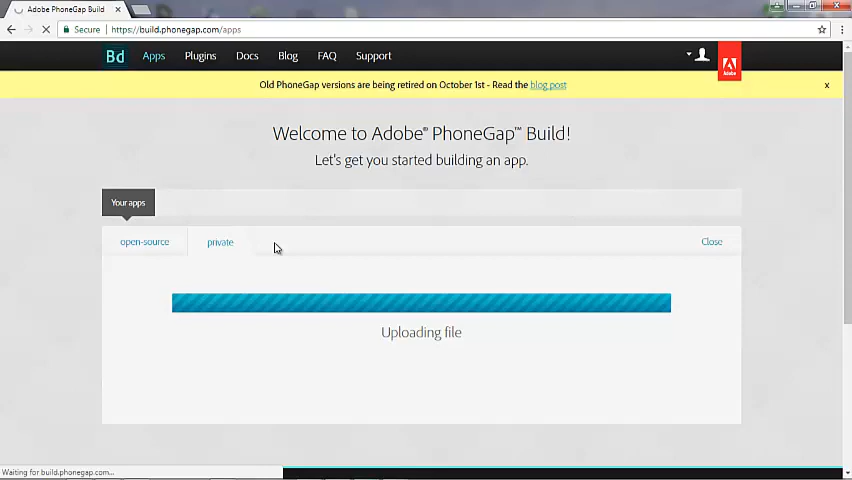 Adobe PhoneGap Build
Secure https://build.phonegap.com/apps
Bd Apps Plugins Docs Blog FAQ Support
Adobe
Old PhoneGap versions are being retired on October 1st - Read the blog post x
Welcome to Adobe® PhoneGap™ Build!
Let's get you started building an app.
Your apps
open-source private Close
Uploading file
Waiting for build.phonegap.com...